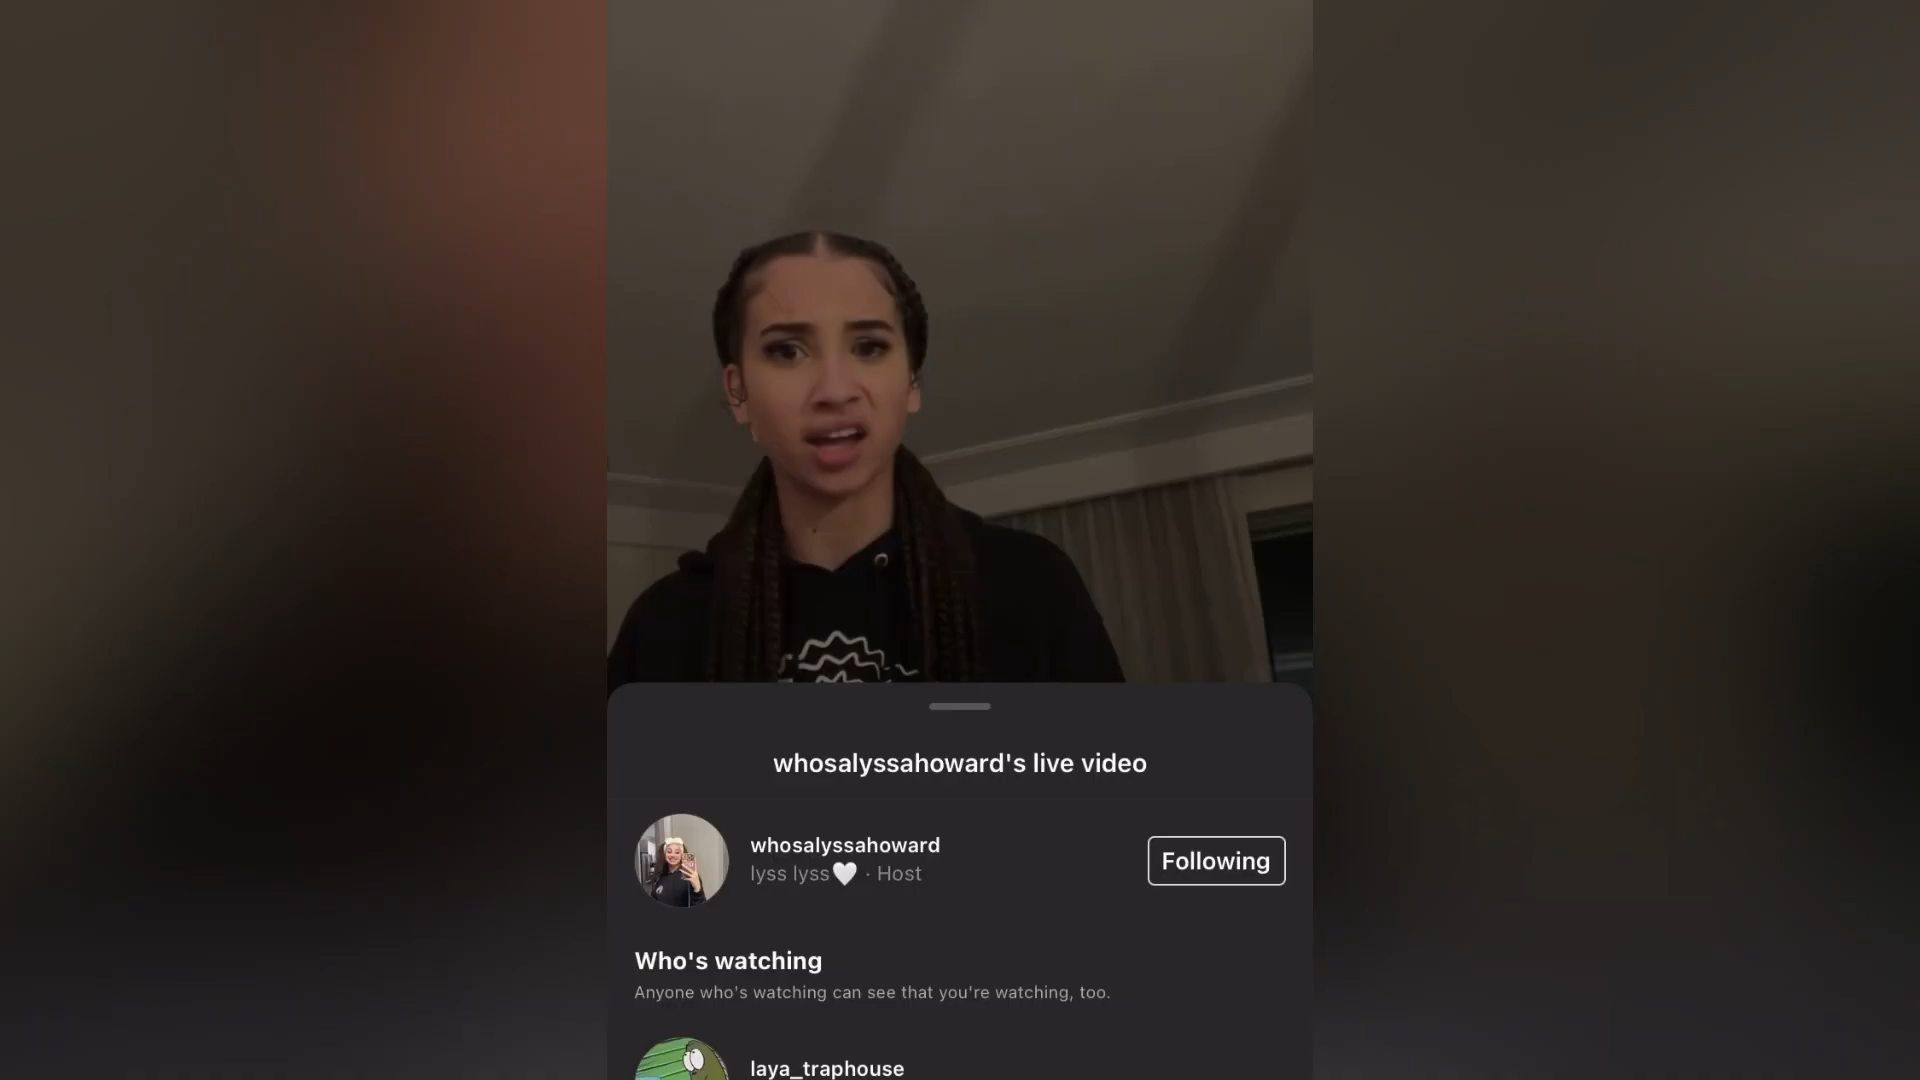 whosalyssahoward's live video
whosalyssahoward
lyss lyss🤍 · Host
Following
Who's watching
Anyone who's watching can see that you're watching, too.
laya_traphouse